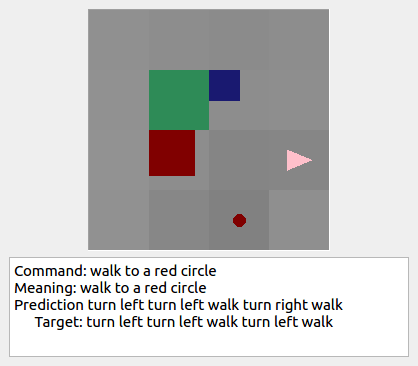 Command: walk to a red circle
Meaning: walk to a red circle
Prediction turn left turn left walk turn right walk
Target: turn left turn left walk turn left walk